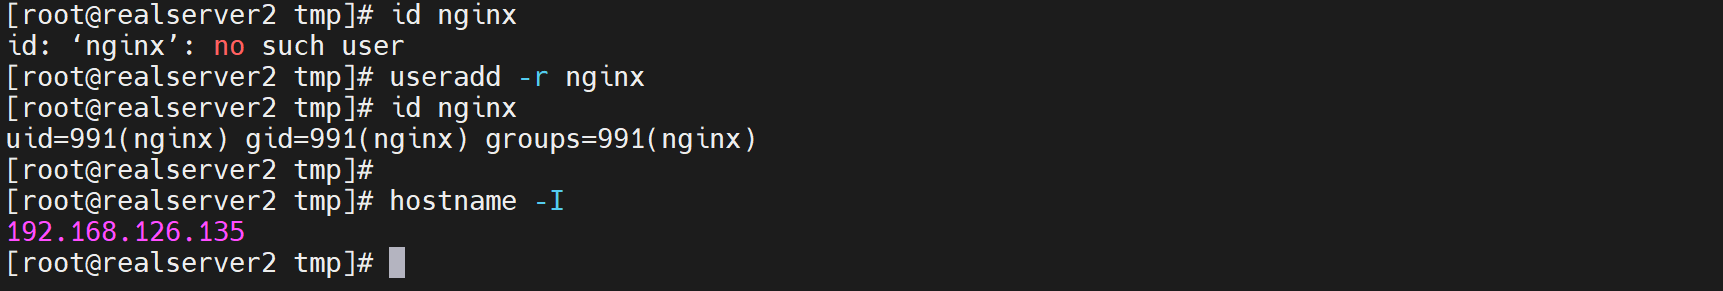 [root@realserver2 tmp]# id nginx
id: ‘nginx’: no such user
[root@realserver2 tmp]# useradd -r nginx
[root@realserver2 tmp]# id nginx
uid=991(nginx) gid=991(nginx) groups=991(nginx)
[root@realserver2 tmp]#
[root@realserver2 tmp]# hostname -I
192.168.126.135
[root@realserver2 tmp]#